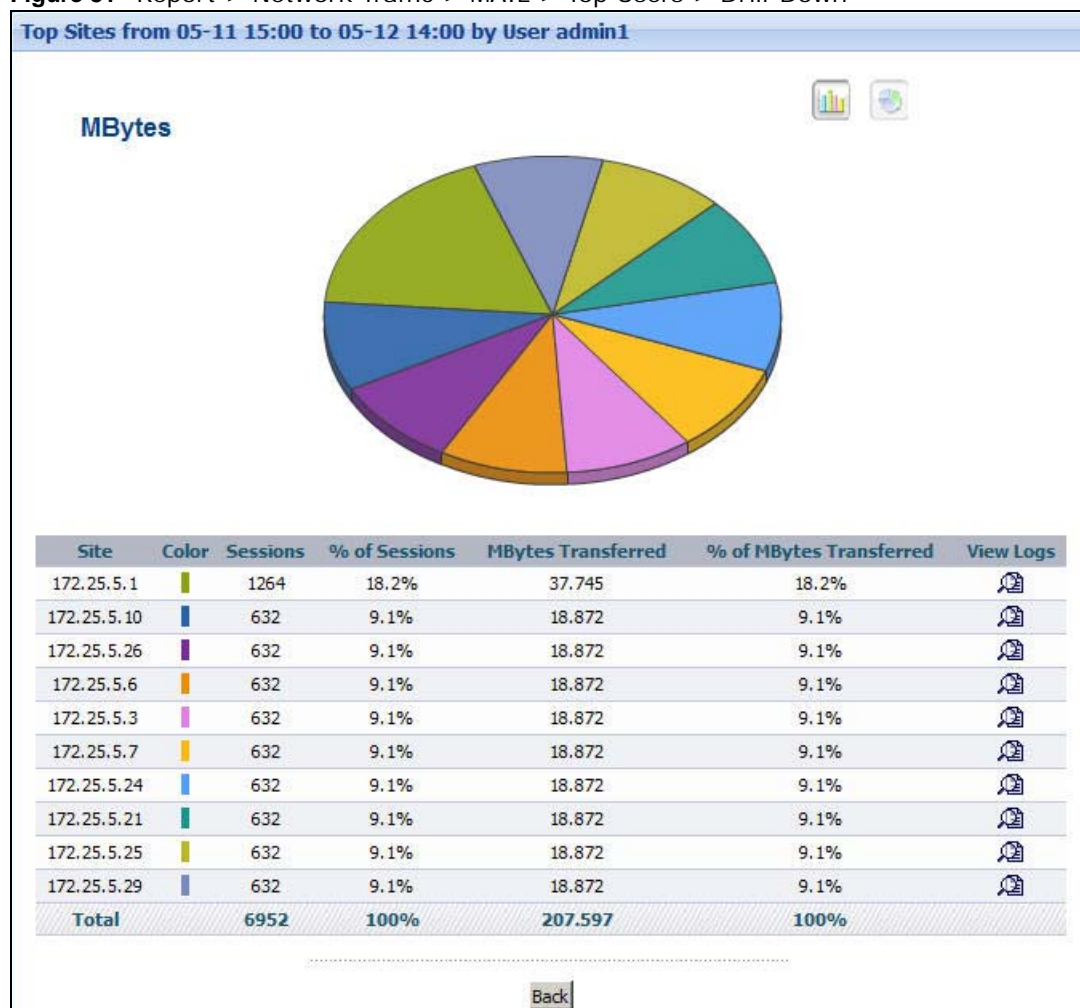 Top Sites from 05-11 15:00 to 05-12 14:00 by User admin1
MBytes
Site Color Sessions % of Sessions MBytes Transferred % of MBytes Transferred View Logs
172.25.5.1 1264 18.2% 37.745 18.2%
172.25.5.10 632 9.1% 18.872 9.1%
172.25.5.26 632 9.1% 18.872 9.1%
172.25.5.6 632 9.1% 18.872 9.1%
172.25.5.3 632 9.1% 18.872 9.1%
172.25.5.7 632 9.1% 18.872 9.1%
172.25.5.24 632 9.1% 18.872 9.1%
172.25.5.21 632 9.1% 18.872 9.1%
172.25.5.25 632 9.1% 18.872 9.1%
172.25.5.29 632 9.1% 18.872 9.1%
Total 6952 100% 207.597 100%
Back